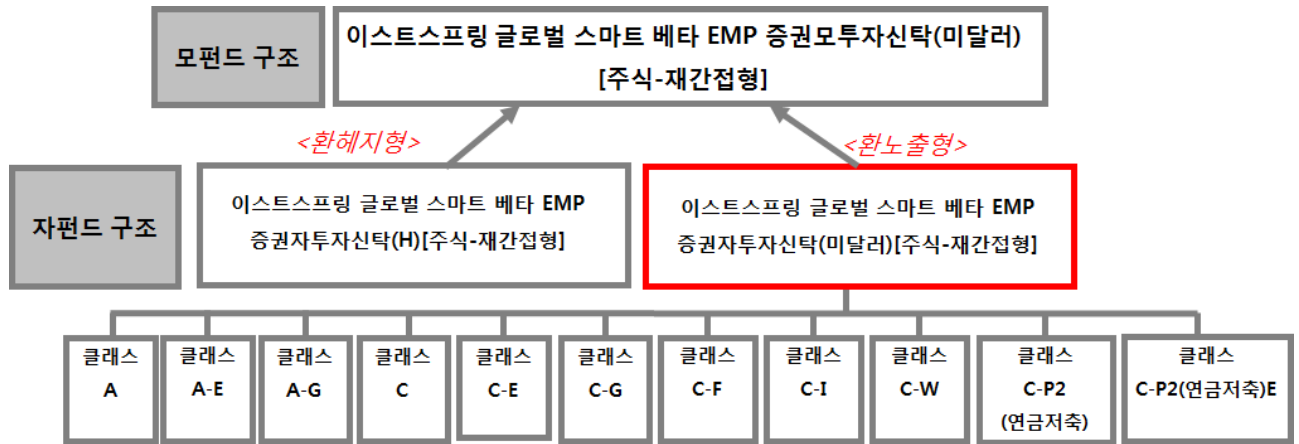 모펀드 구조
이스트스프링 글로벌 스마트 베타 EMP 증권모투자신탁(미달러)
[주식-재간접형]
<환헤지형>
<환노출형>
자펀드 구조
이스트스프링 글로벌 스마트 베타 EMP
증권자투자신탁(H)[주식-재간접형]
이스트스프링 글로벌 스마트 베타 EMP
증권자투자신탁(미달러)[주식-재간접형]
클래스
A
클래스
A-E
클래스
A-G
클래스
C
클래스
C-E
클래스
C-G
클래스
C-F
클래스
C-I
클래스
C-W
클래스
C-P2
(연금저축)
클래스
C-P2(연금저축)E